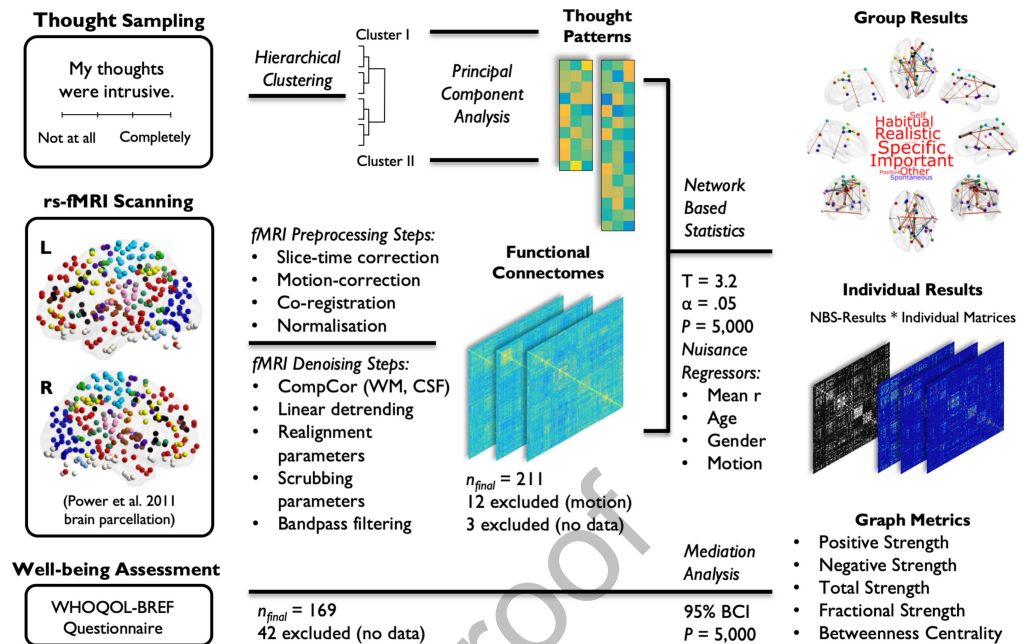 Thought Sampling
My thoughts
were intrusive.
Not at all
Completely
rs-fMRI Scanning
L
R
(Power et al. 2011
brain parcellation)
Well-being Assessment
WHOQOL-BREF
Questionnaire
Hierarchical
Clustering
Cluster I
Cluster II
Principal
Component
Analysis
Thought
Patterns
fMRI Preprocessing Steps:
• Slice-time correction
• Motion-correction
• Co-registration
• Normalisation
fMRI Denoising Steps:
• CompCor (WM, CSF)
• Linear detrending
• Realignment
parameters
• Scrubbing
parameters
• Bandpass filtering
Functional
Connectomes
n_final = 211
12 excluded (motion)
3 excluded (no data)
n_final = 169
42 excluded (no data)
Network
Based
Statistics
T = 3.2
α = .05
P = 5,000
Nuisance
Regressors:
• Mean r
• Age
• Gender
• Motion
Mediation
Analysis
95% BCI
P = 5,000
Group Results
Self
Habitual
Realistic
Specific
Important
Positive Other
Spontaneous
Individual Results
NBS-Results * Individual Matrices
Graph Metrics
• Positive Strength
• Negative Strength
• Total Strength
• Fractional Strength
• Betweenness Centrality
roof